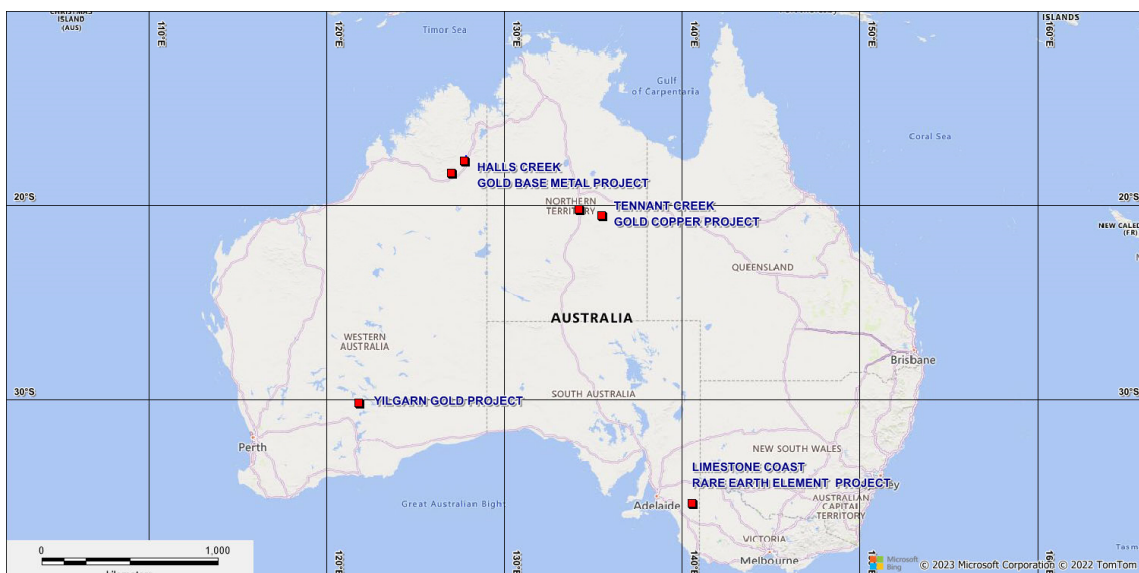 CHRISTMAS
ISLAND
(AUS)
110°E
120°E
130°E
140°E
150°E
160°E
ISLANDS
Timor Sea
Gulf
of Carpentaria
Coral Sea
HALLS CREEK
GOLD BASE METAL PROJECT
20°S
20°S
NORTHERN
TERRITORY
TENNANT CREEK
GOLD COPPER PROJECT
NEW CALED
(FR)
QUEENSLAND
AUSTRALIA
WESTERN
AUSTRALIA
Brisbane
30°S
30°S
SOUTH AUSTRALIA
YILGARN GOLD PROJECT
Perth
NEW SOUTH WALES
LIMESTONE COAST
RARE EARTH ELEMENT PROJECT
Great Australian Bight
Adelaide
AUSTRALIAN
CAPITAL
TERRITORY
VICTORIA
Melbourne
Tasm
0
1,000
120°E
130°E
140°E
Microsoft
Bing
© 2023 Microsoft Corporation © 2022 TomTom